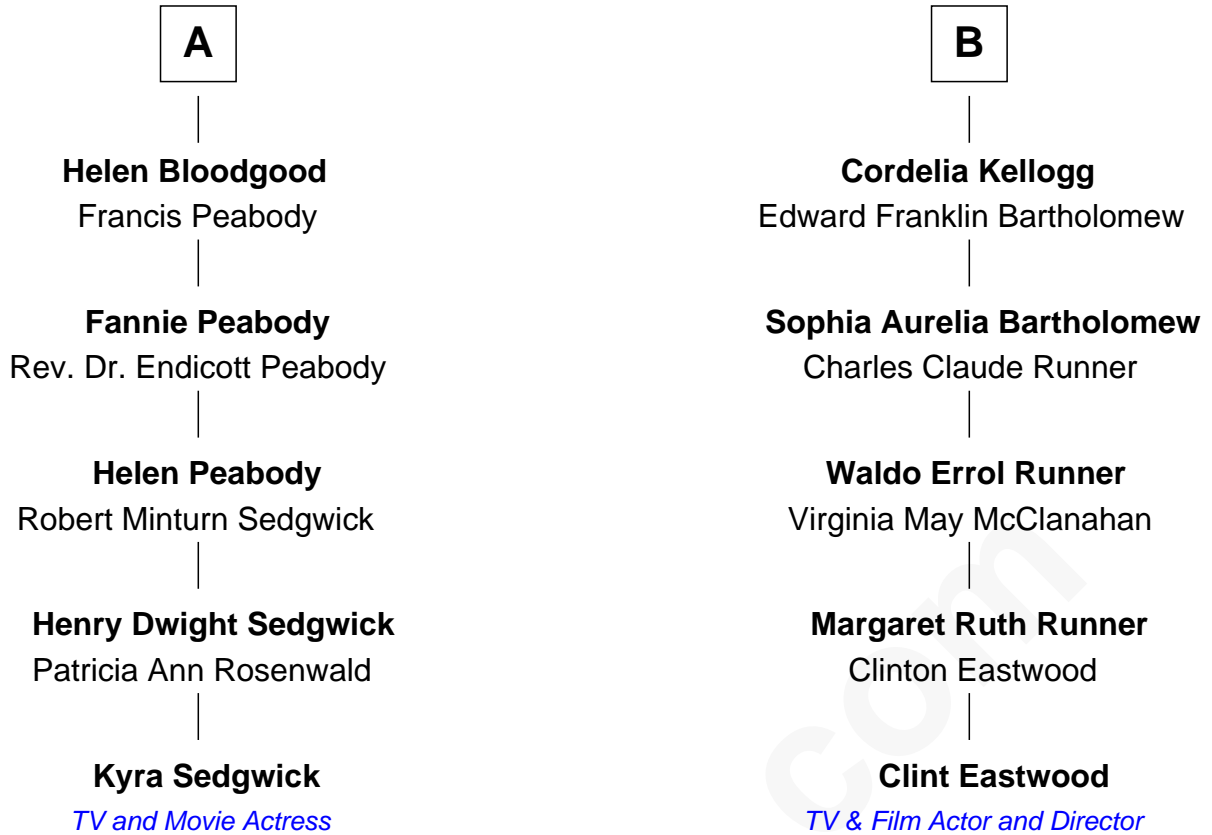 A
Helen Bloodgood
Francis Peabody
Fannie Peabody
Rev. Dr. Endicott Peabody
Helen Peabody
Robert Minturn Sedgwick
Henry Dwight Sedgwick
Patricia Ann Rosenwald
Kyra Sedgwick
TV and Movie Actress
B
Cordelia Kellogg
Edward Franklin Bartholomew
Sophia Aurelia Bartholomew
Charles Claude Runner
Waldo Errol Runner
Virginia May McClanahan
Margaret Ruth Runner
Clinton Eastwood
Clint Eastwood
TV & Film Actor and Director
com